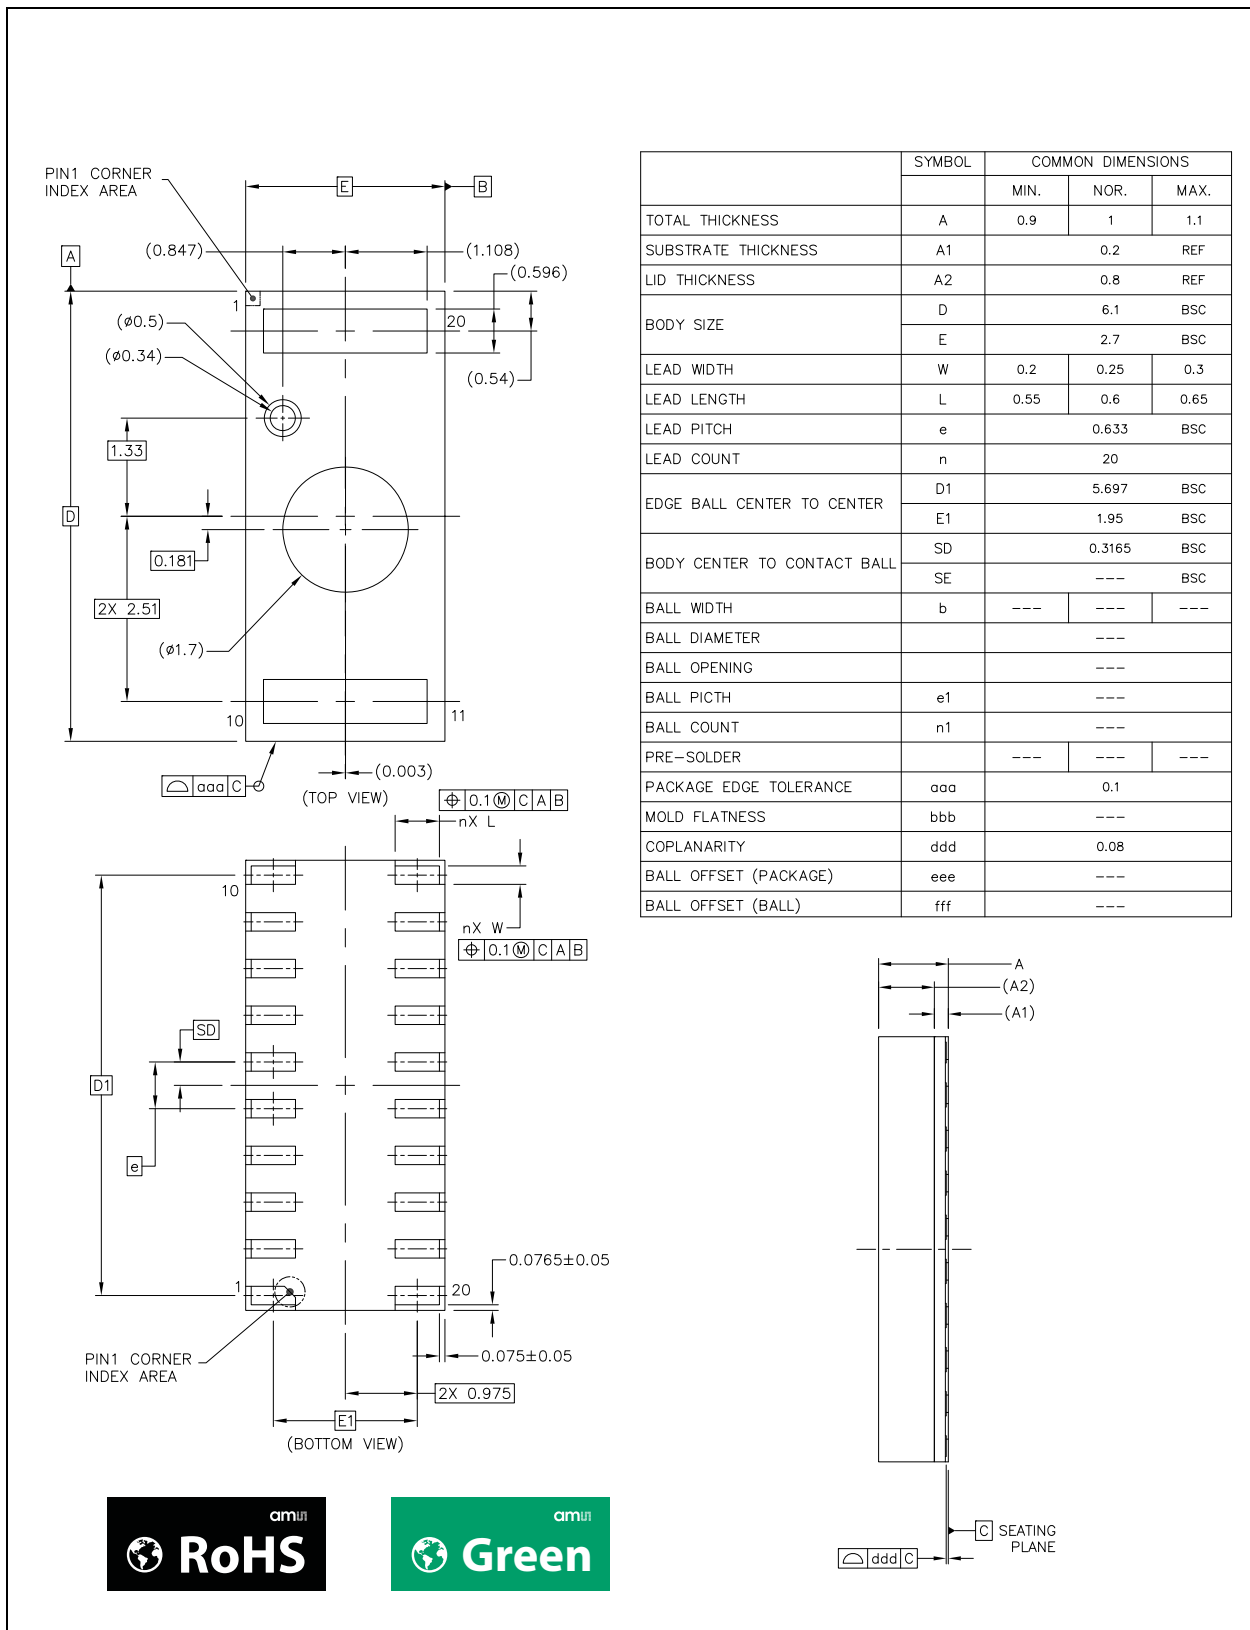 PIN1 CORNER
INDEX AREA
E
B
A
(0.847)
(1.108)
(0.596)
1
20
(ø0.5)
(ø0.34)
(0.54)
1.33
D
0.181
2X 2.51
(ø1.7)
10
11
aaa C
(0.003)
(TOP VIEW)
SYMBOL COMMON DIMENSIONS
MIN. NOR. MAX.
TOTAL THICKNESS A 0.9 1 1.1
SUBSTRATE THICKNESS A1 0.2 REF
LID THICKNESS A2 0.8 REF
BODY SIZE D 6.1 BSC
E 2.7 BSC
LEAD WIDTH W 0.2 0.25 0.3
LEAD LENGTH L 0.55 0.6 0.65
LEAD PITCH e 0.633 BSC
LEAD COUNT n 20
EDGE BALL CENTER TO CENTER D1 5.697 BSC
E1 1.95 BSC
BODY CENTER TO CONTACT BALL SD 0.3165 BSC
SE --- BSC
BALL WIDTH b --- --- ---
BALL DIAMETER ---
BALL OPENING ---
BALL PICTH e1 ---
BALL COUNT n1 ---
PRE-SOLDER --- --- ---
PACKAGE EDGE TOLERANCE aaa 0.1
MOLD FLATNESS bbb ---
COPLANARITY ddd 0.08
BALL OFFSET (PACKAGE) eee ---
BALL OFFSET (BALL) fff ---
⌖ 0.1 Ⓜ C A B
nX L
10
nX W
⌖ 0.1 Ⓜ C A B
SD
D1
e
0.0765±0.05
1
20
PIN1 CORNER
INDEX AREA
0.075±0.05
2X 0.975
E1
(BOTTOM VIEW)
A
(A2)
(A1)
C SEATING
PLANE
ddd C
am
RoHS
am
Green